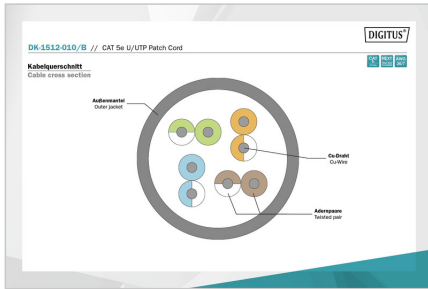 DIGITUS®
DK-1512-010/B // CAT 5e U/UTP Patch Cord
Kabelquerschnitt
Cable cross section
Außenmantel
Outer jacket
Cu-Draht
Cu-Wire
Adernpaare
Twisted pair